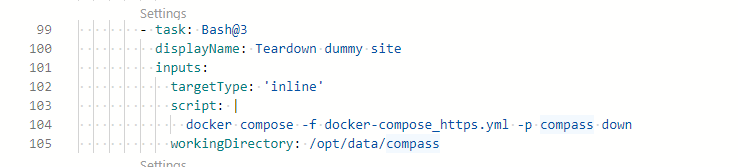 Settings
99 - task: Bash@3
100 displayName: Teardown dummy site
101 inputs:
102 targetType: 'inline'
103 script: |
104 docker compose -f docker-compose_https.yml -p compass down
105 workingDirectory: /opt/data/compass
Settings